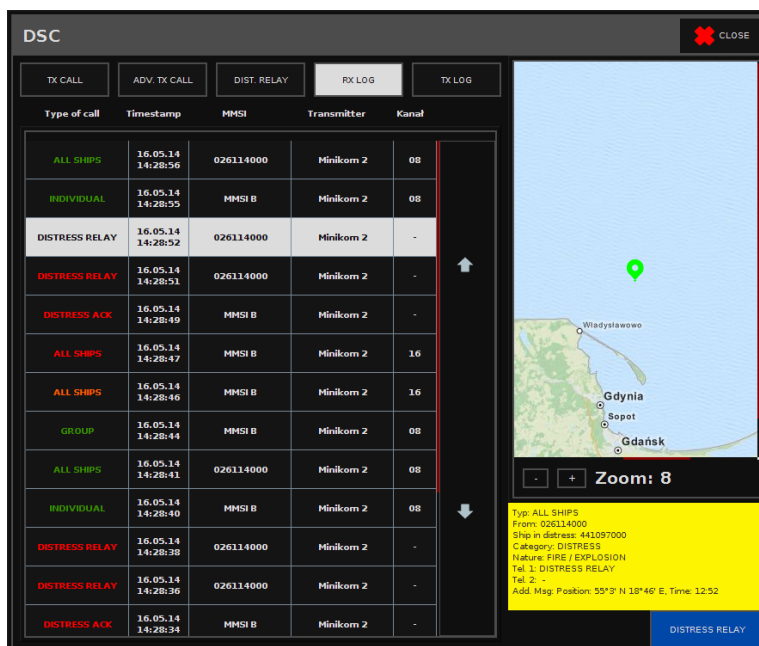 DSC
CLOSE
TX CALL ADV. TX CALL DIST. RELAY RX LOG TX LOG
Type of call Timestamp MMSI Transmitter Kanał
ALL SHIPS 16.05.14 14:28:56 026114000 Minikom 2 08
INDIVIDUAL 16.05.14 14:28:55 MMSI B Minikom 2 08
DISTRESS RELAY 16.05.14 14:28:52 026114000 Minikom 2 -
DISTRESS RELAY 16.05.14 14:28:51 026114000 Minikom 2 -
DISTRESS ACK 16.05.14 14:28:49 MMSI B Minikom 2 -
ALL SHIPS 16.05.14 14:28:47 MMSI B Minikom 2 16
ALL SHIPS 16.05.14 14:28:46 MMSI B Minikom 2 16
GROUP 16.05.14 14:28:44 MMSI B Minikom 2 08
ALL SHIPS 16.05.14 14:28:41 026114000 Minikom 2 08
INDIVIDUAL 16.05.14 14:28:40 MMSI B Minikom 2 08
DISTRESS RELAY 16.05.14 14:28:38 026114000 Minikom 2 -
DISTRESS RELAY 16.05.14 14:28:36 026114000 Minikom 2 -
DISTRESS ACK 16.05.14 14:28:34 MMSI B Minikom 2 -
Władysławowo
Gdynia
Sopot
Gdańsk
- + Zoom: 8
Typ: ALL SHIPS
From: 026114000
Ship in distress: 441097000
Category: DISTRESS
Nature: FIRE / EXPLOSION
Tel. 1: DISTRESS RELAY
Tel. 2: -
Add. Msg: Position: 55°3' N 18°46' E, Time: 12:52
DISTRESS RELAY